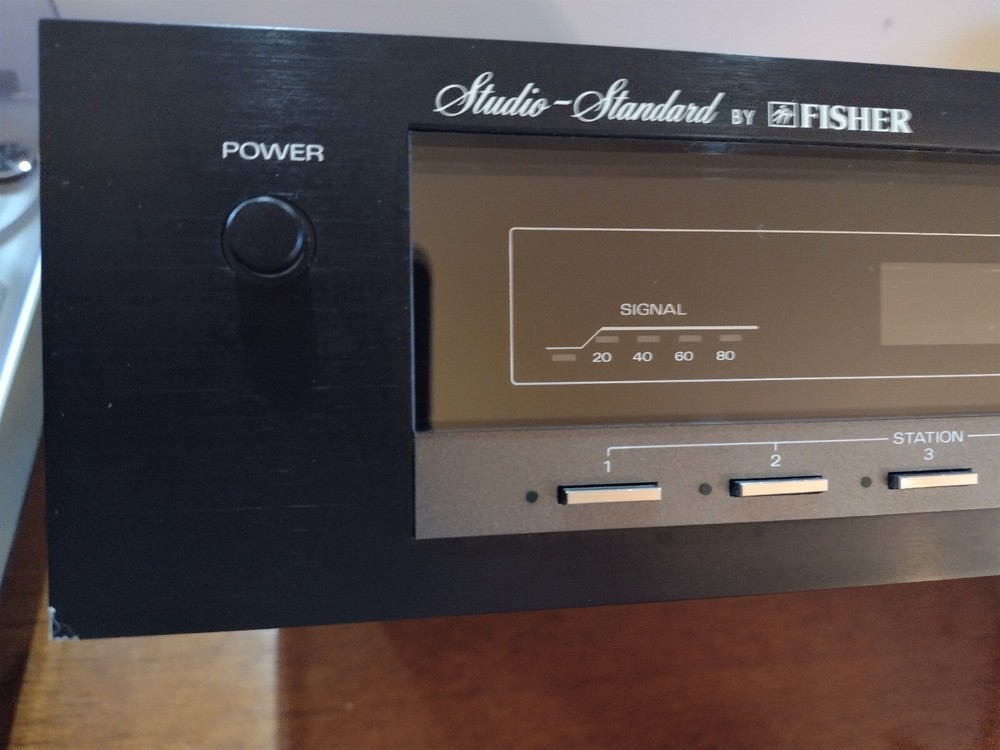 Studio-Standard BY FISHER
POWER
SIGNAL
20 40 60 80
STATION
1 2 3